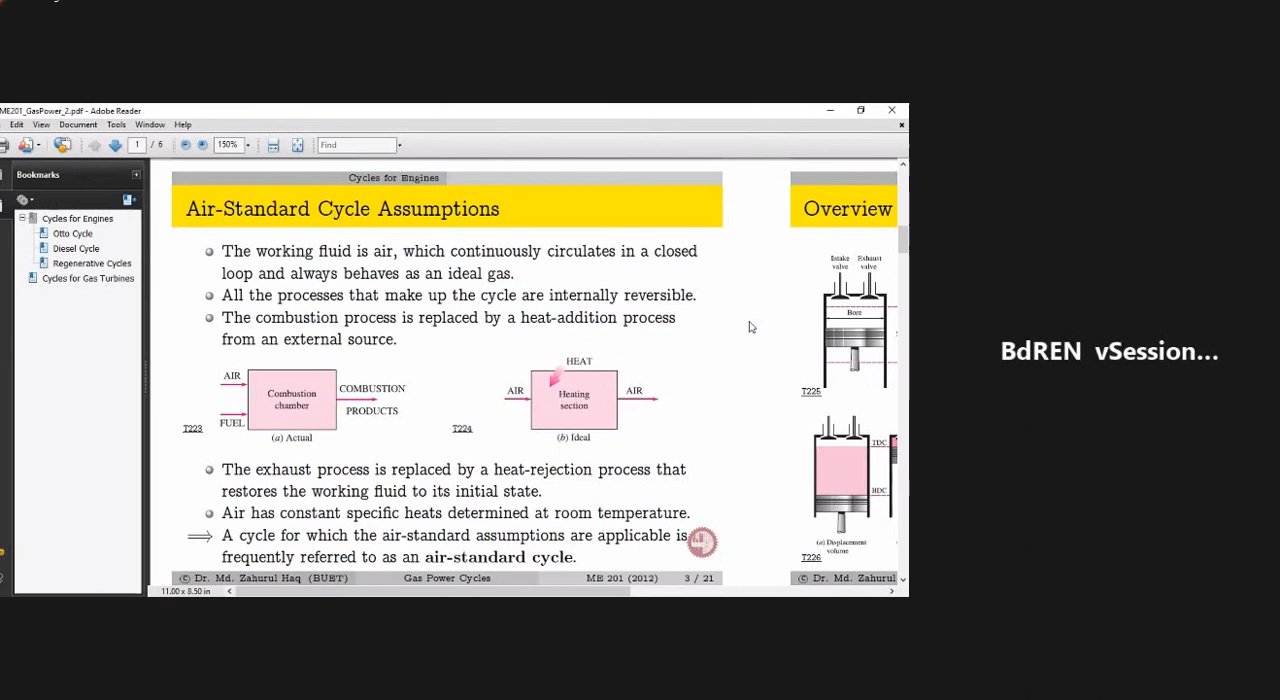 ME201_GasPower_2.pdf - Adobe Reader
Edit View Document Tools Window Help
1 / 6 150% Find
Bookmarks
Cycles for Engines
Otto Cycle
Diesel Cycle
Regenerative Cycles
Cycles for Gas Turbines
Cycles for Engines
Air-Standard Cycle Assumptions
The working fluid is air, which continuously circulates in a closed
loop and always behaves as an ideal gas.
All the processes that make up the cycle are internally reversible.
The combustion process is replaced by a heat-addition process
from an external source.
AIR
FUEL
Combustion
chamber
COMBUSTION
PRODUCTS
T223
(a) Actual
HEAT
AIR
Heating
section
AIR
T224
(b) Ideal
The exhaust process is replaced by a heat-rejection process that
restores the working fluid to its initial state.
Air has constant specific heats determined at room temperature.
⟹ A cycle for which the air-standard assumptions are applicable is
frequently referred to as an air-standard cycle.
© Dr. Md. Zahurul Haq (BUET) Gas Power Cycles ME 201 (2012) 3 / 21
11.00 x 8.50 in
Overview
Intake
valve
Exhaust
valve
Bore
T225
TDC
BDC
(a) Displacement
volume
T226
© Dr. Md. Zahurul
BdREN vSession...